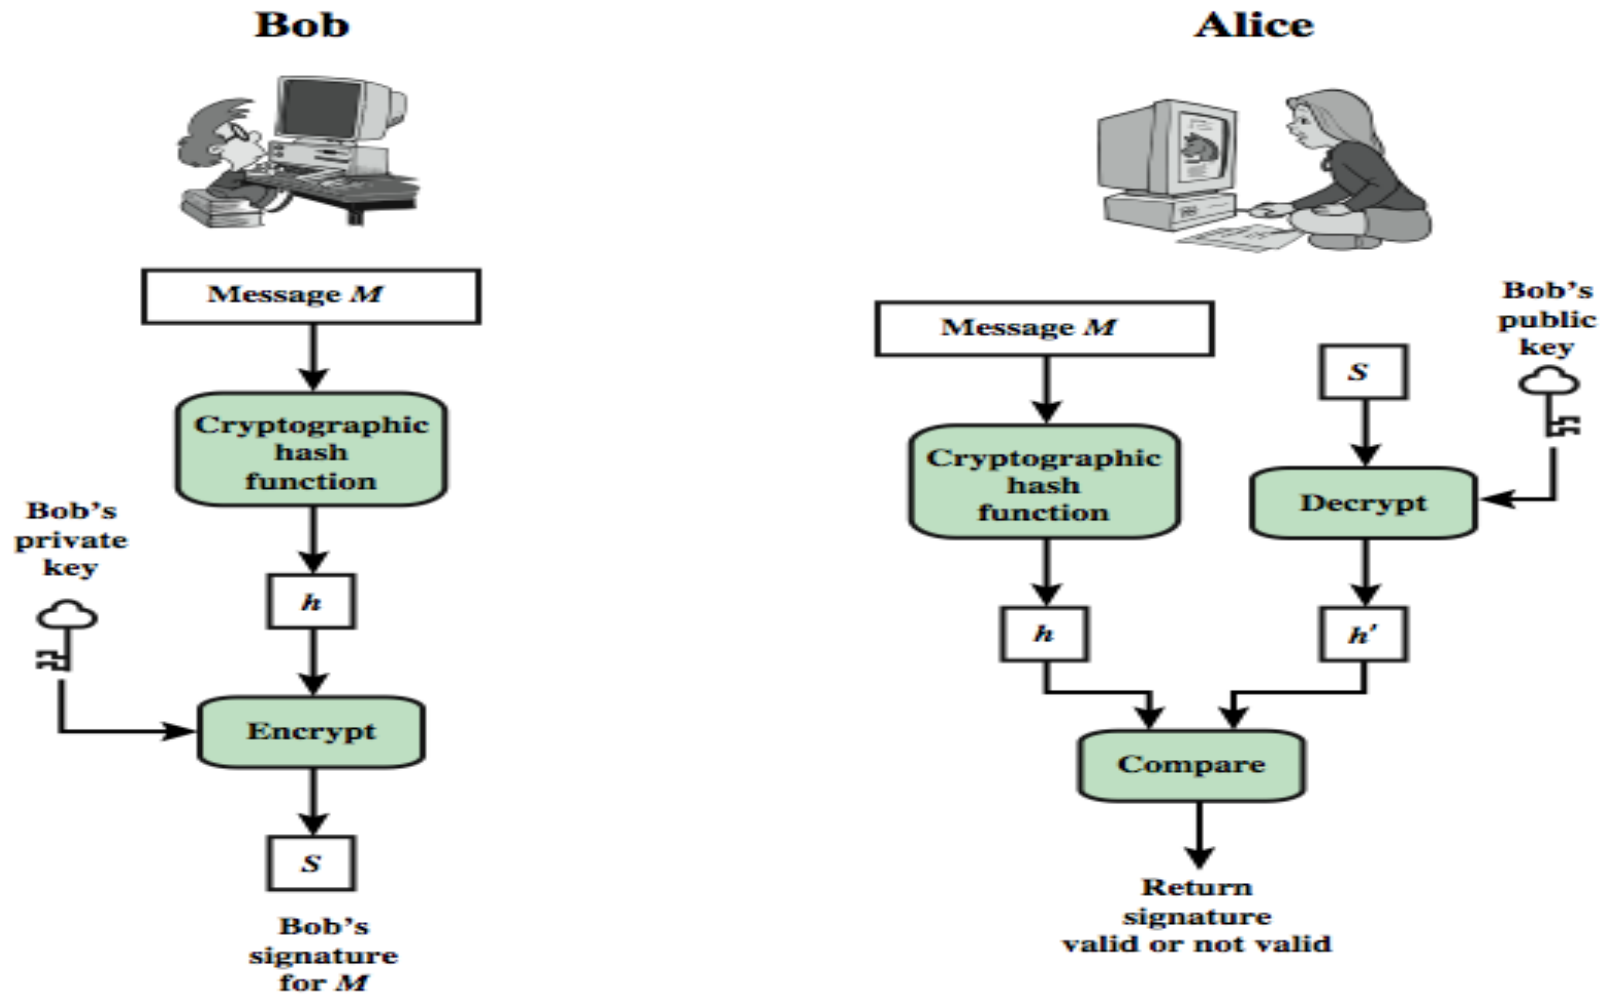 Bob
Message M
Cryptographic
hash
function
Bob's
private
key
h
Encrypt
S
Bob's
signature
for M
Alice
Message M
Bob's
public
key
S
Cryptographic
hash
function
Decrypt
h
h'
Compare
Return
signature
valid or not valid